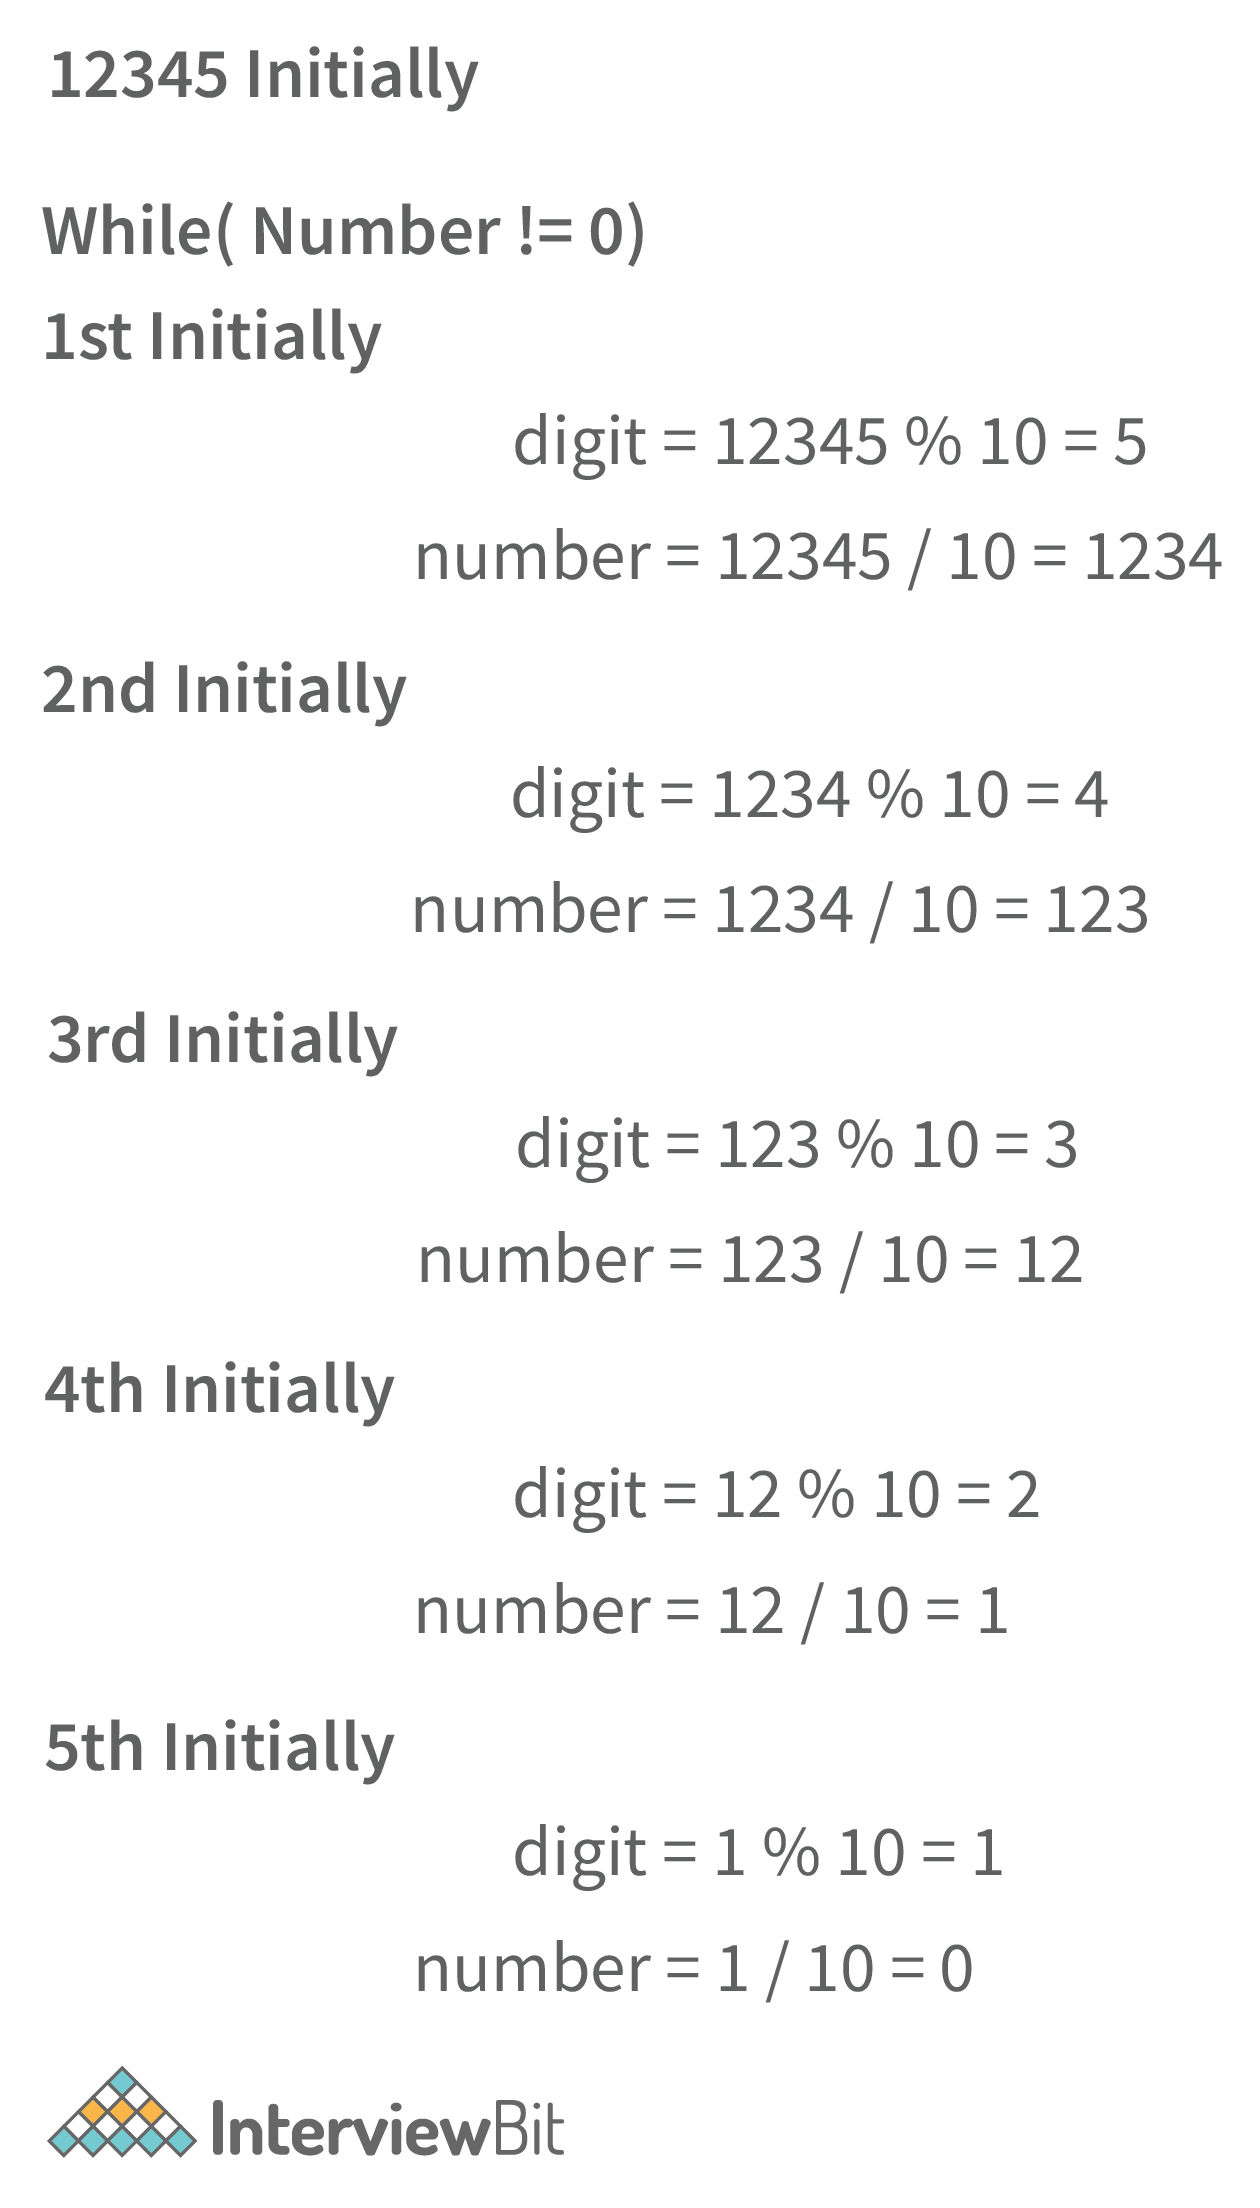 12345 Initially
While( Number != 0)
1st Initially
digit = 12345 % 10 = 5
number = 12345 / 10 = 1234
2nd Initially
digit = 1234 % 10 = 4
number = 1234 / 10 = 123
3rd Initially
digit = 123 % 10 = 3
number = 123 / 10 = 12
4th Initially
digit = 12 % 10 = 2
number = 12 / 10 = 1
5th Initially
digit = 1 % 10 = 1
number = 1 / 10 = 0
InterviewBit